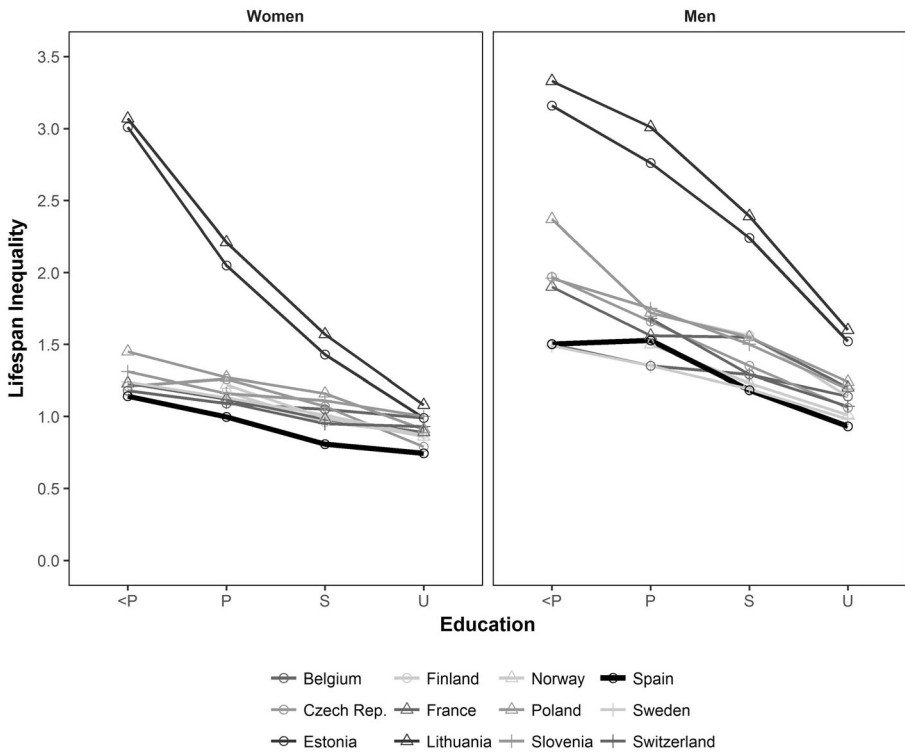 Women Men
3.5
3.0
2.5
2.0
1.5
1.0
0.5
0.0
Lifespan Inequality
<P P S U <P P S U
Education
Belgium Finland Norway Spain
Czech Rep. France Poland Sweden
Estonia Lithuania Slovenia Switzerland